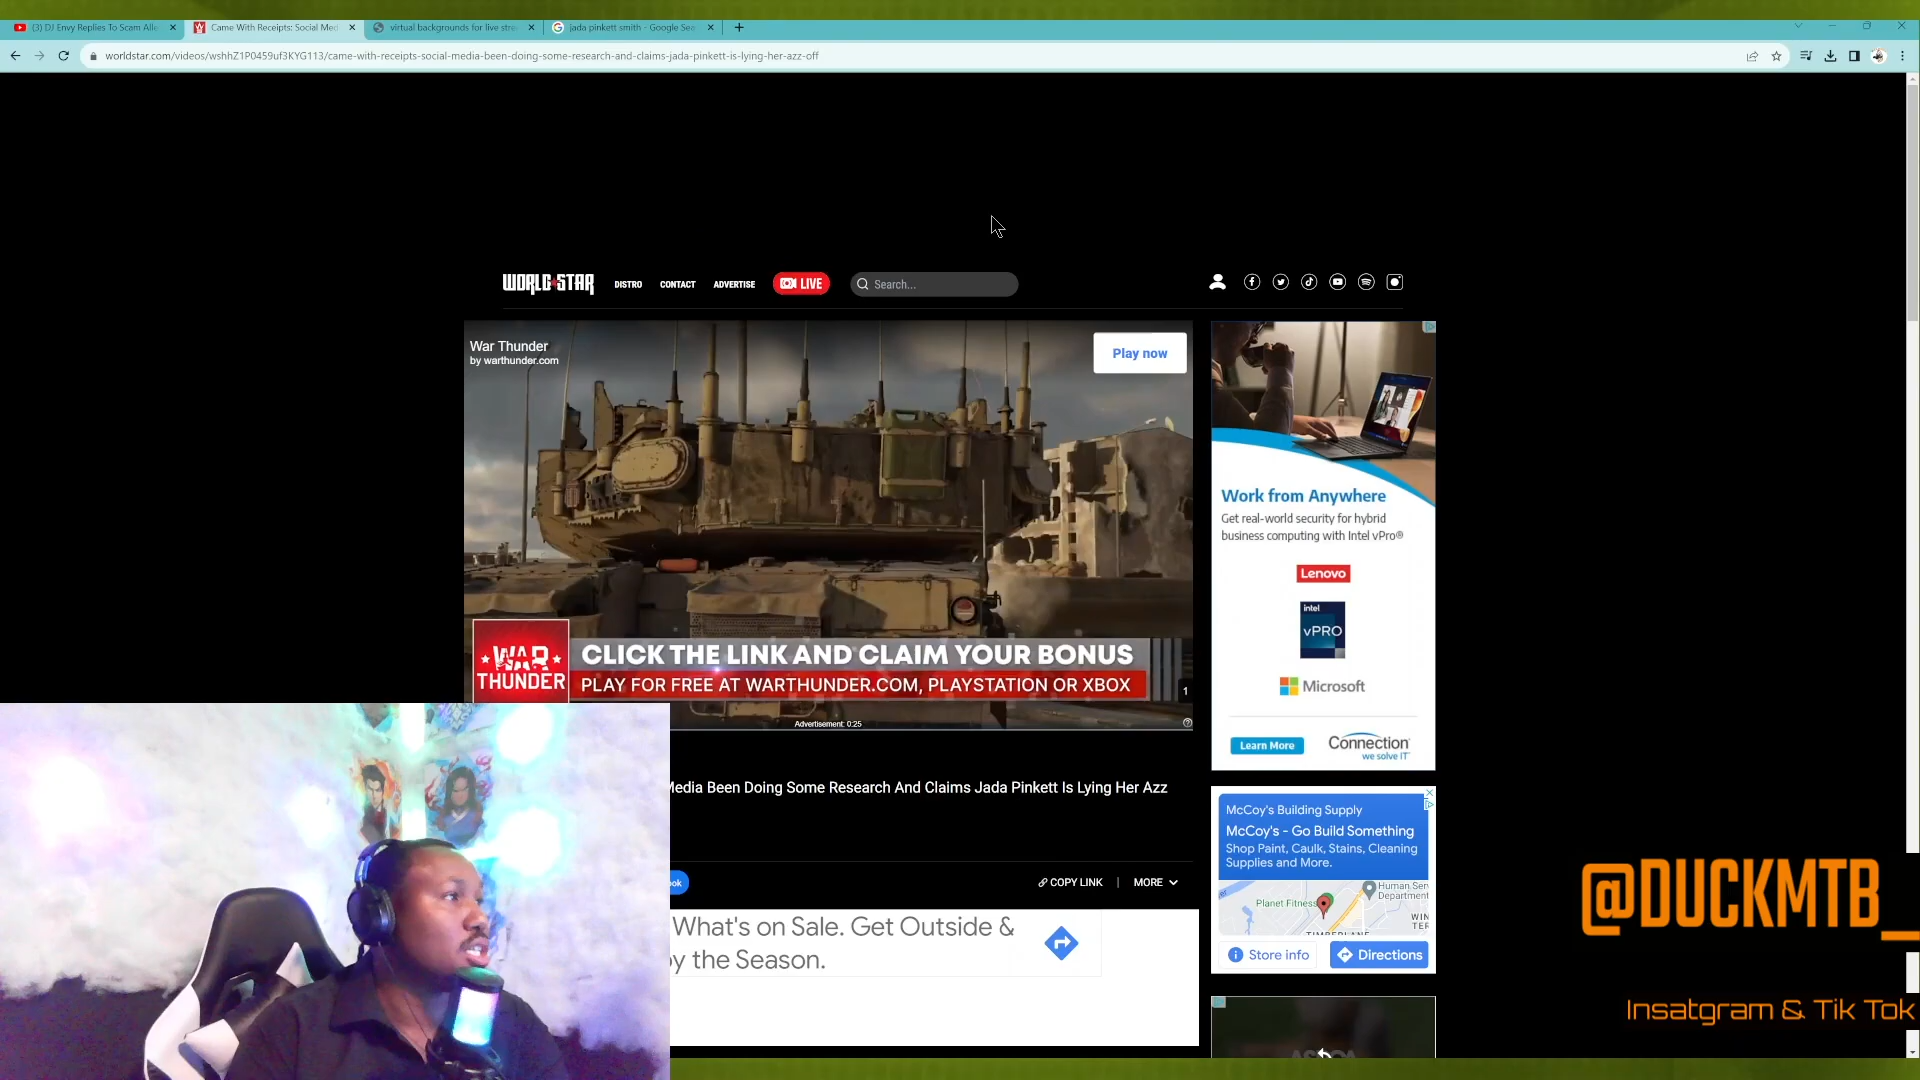 (3) DJ Envy Replies To Scam Alle
Came With Receipts: Social Med
virtual backgrounds for live stre
jada pinkett smith - Google Sea
worldstar.com/videos/wshhZ1P0459uf3KYG113/came-with-receipts-social-media-been-doing-some-research-and-claims-jada-pinkett-is-lying-her-azz-off
WORLD STAR
DISTRO
CONTACT
ADVERTISE
LIVE
Search...
War Thunder
by warthunder.com
Play now
WAR
THUNDER
CLICK THE LINK AND CLAIM YOUR BONUS
PLAY FOR FREE AT WARTHUNDER.COM, PLAYSTATION OR XBOX
1
Advertisement: 0:25
Media Been Doing Some Research And Claims Jada Pinkett Is Lying Her Azz
ok
COPY LINK
MORE
What's on Sale. Get Outside &
y the Season.
Work from Anywhere
Get real-world security for hybrid
business computing with Intel vPro®
Lenovo
intel
vPRO
Microsoft
Learn More
Connection
we solve IT
McCoy's Building Supply
McCoy's - Go Build Something
Shop Paint, Caulk, Stains, Cleaning
Supplies and More.
Planet Fitness
Human Serv
Department
WIN
TER
TIMBERLANE
Store info
Directions
@DUCKMTB_
Insatgram & Tik Tok